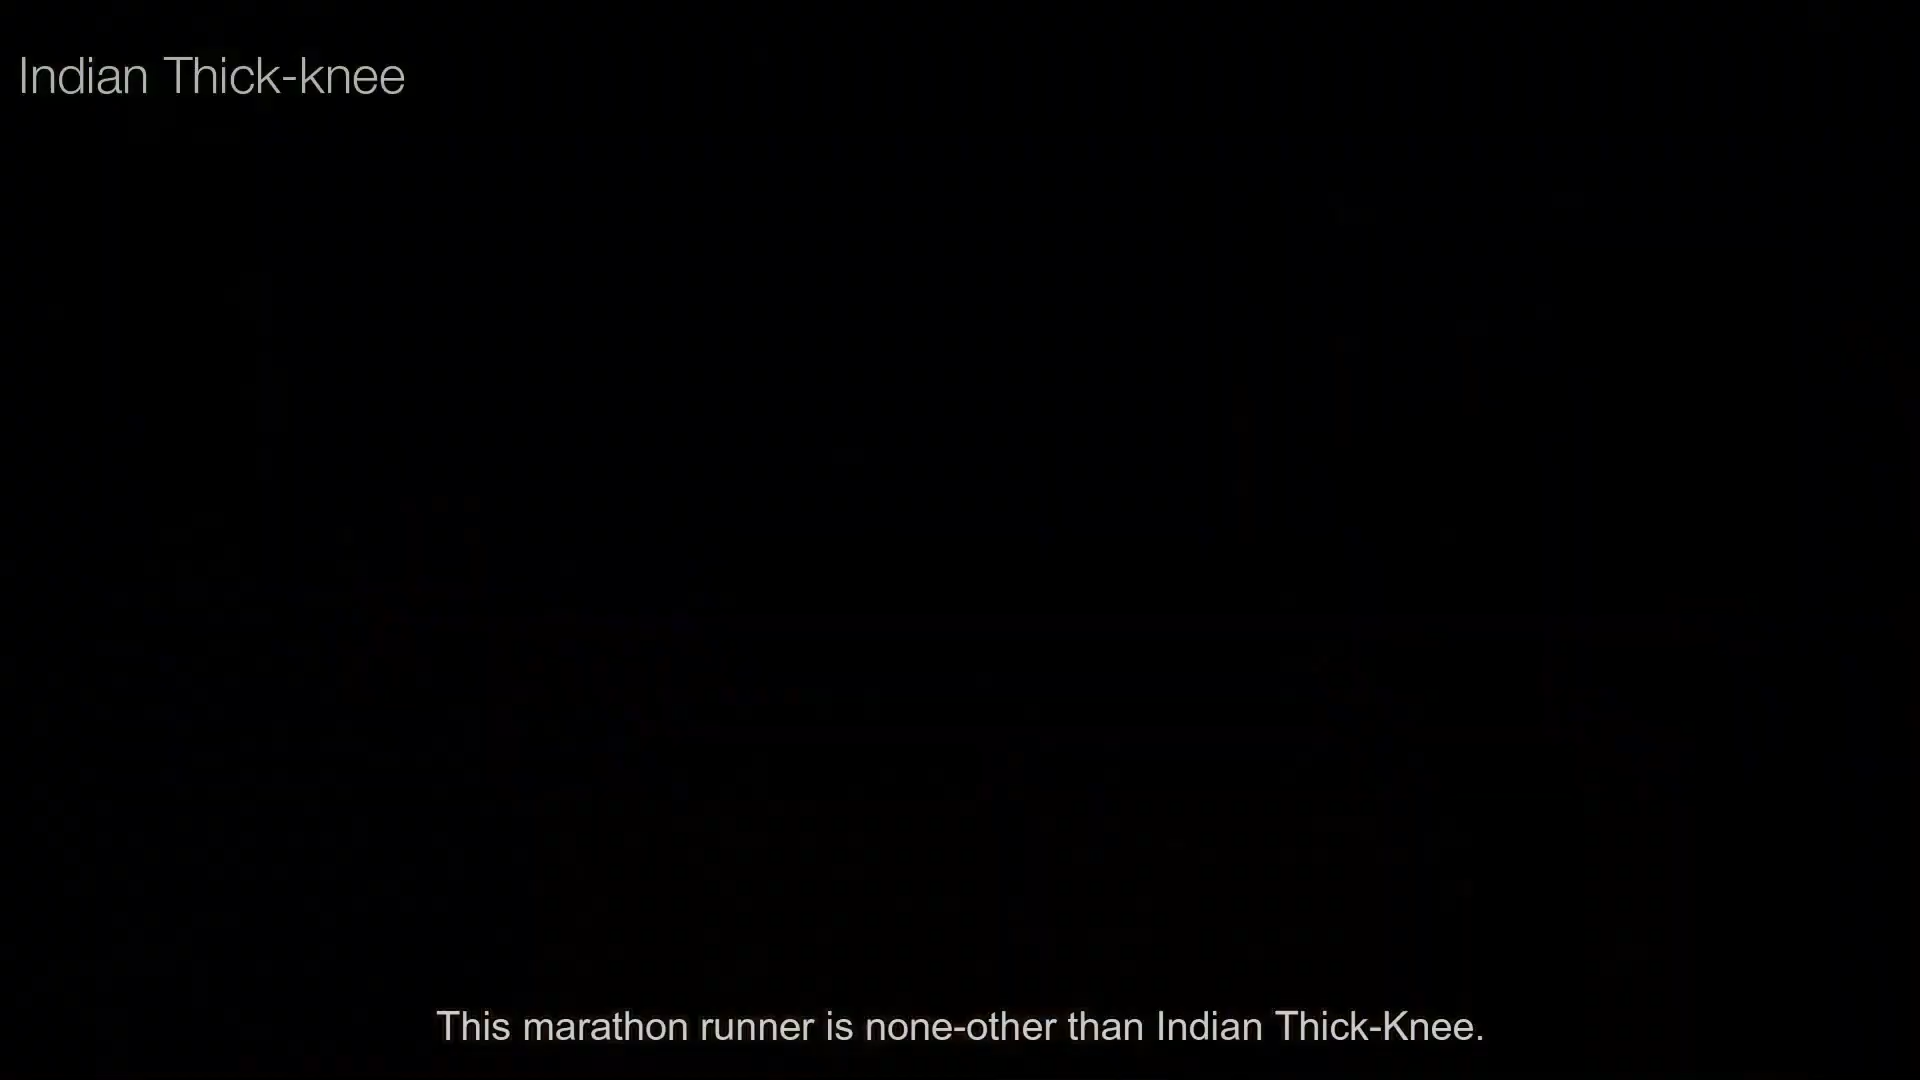 Indian Thick-knee
This marathon runner is none-other than Indian Thick-Knee.